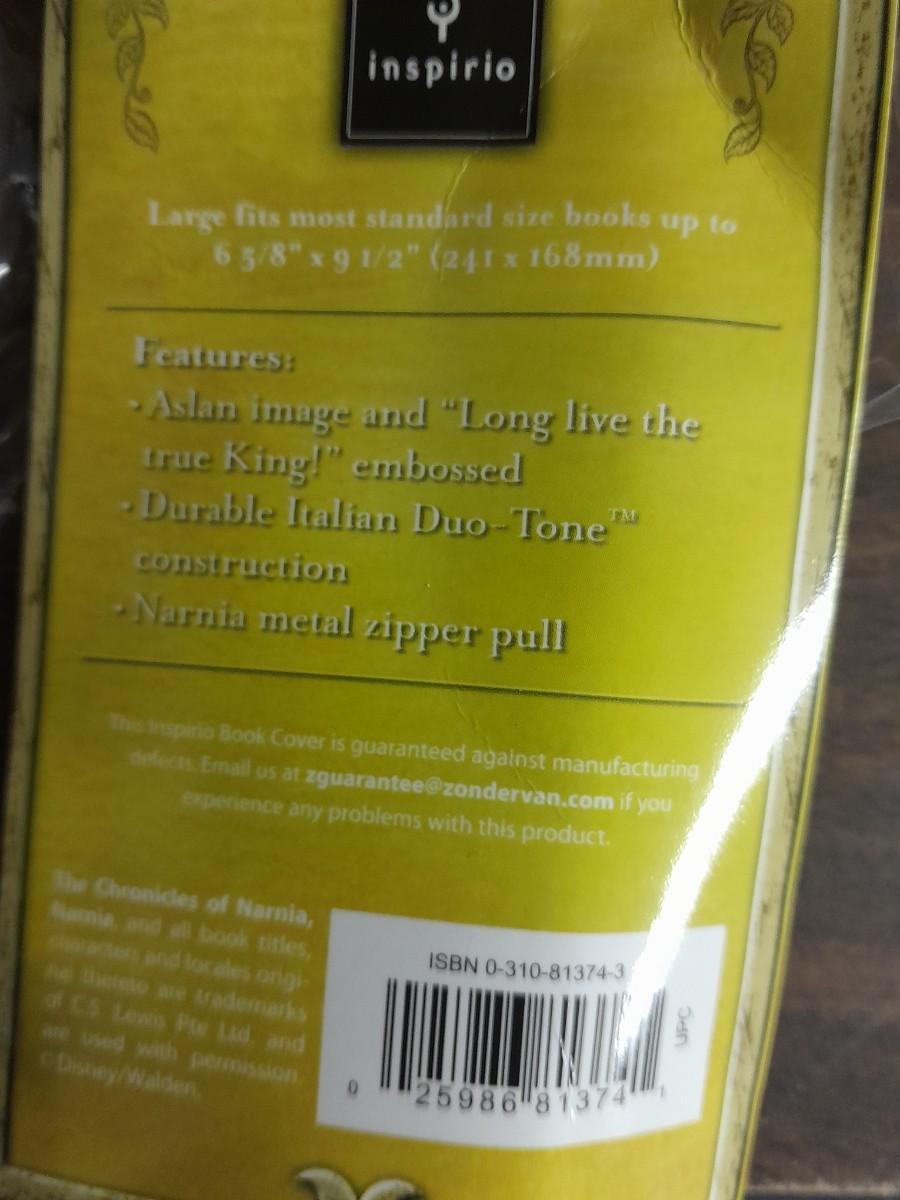 inspirio
Large fits most standard size books up to
6 5/8" x 9 1/2" (241 x 168mm)
Features:
• Aslan image and “Long live the
true King!” embossed
• Durable Italian Duo-Tone™
construction
• Narnia metal zipper pull
This Inspirio Book Cover is guaranteed against manufacturing
defects. Email us at zguarantee@zondervan.com if you
experience any problems with this product.
The Chronicles of Narnia,
Narnia, and all book titles,
characters and locales origi-
nal thereto are trademarks
of C.S. Lewis Pte Ltd. and
are used with permission.
©Disney/Walden.
ISBN 0-310-81374-3
UPC
0 25986 81374 1